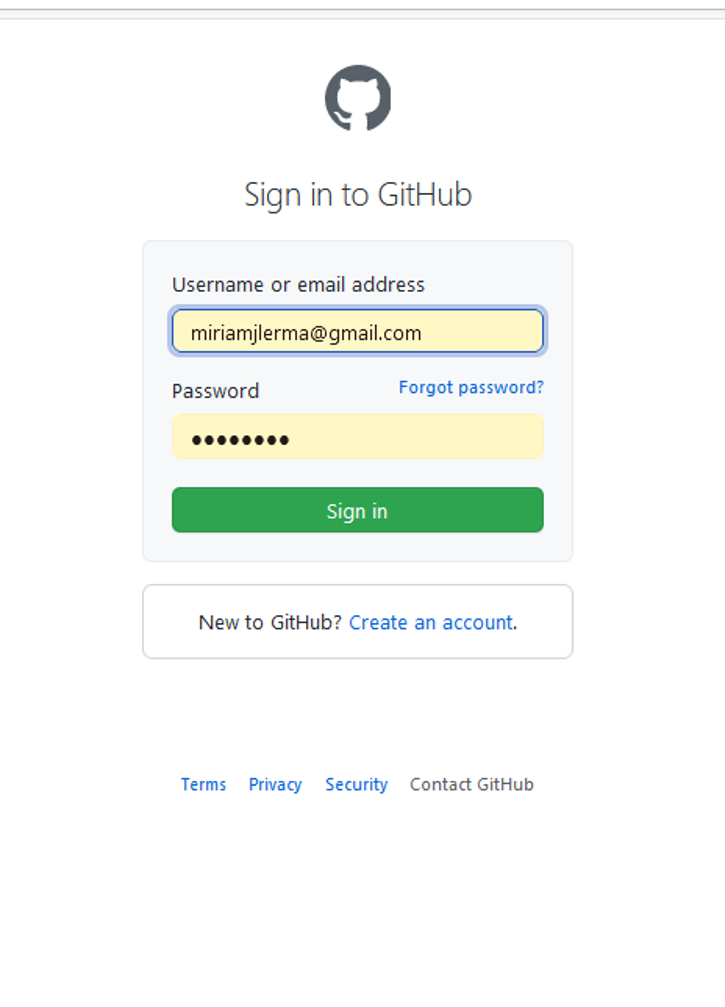 Sign in to GitHub
Username or email address
miriamjlerma@gmail.com
Password Forgot password?
••••••••
Sign in
New to GitHub? Create an account.
Terms Privacy Security Contact GitHub